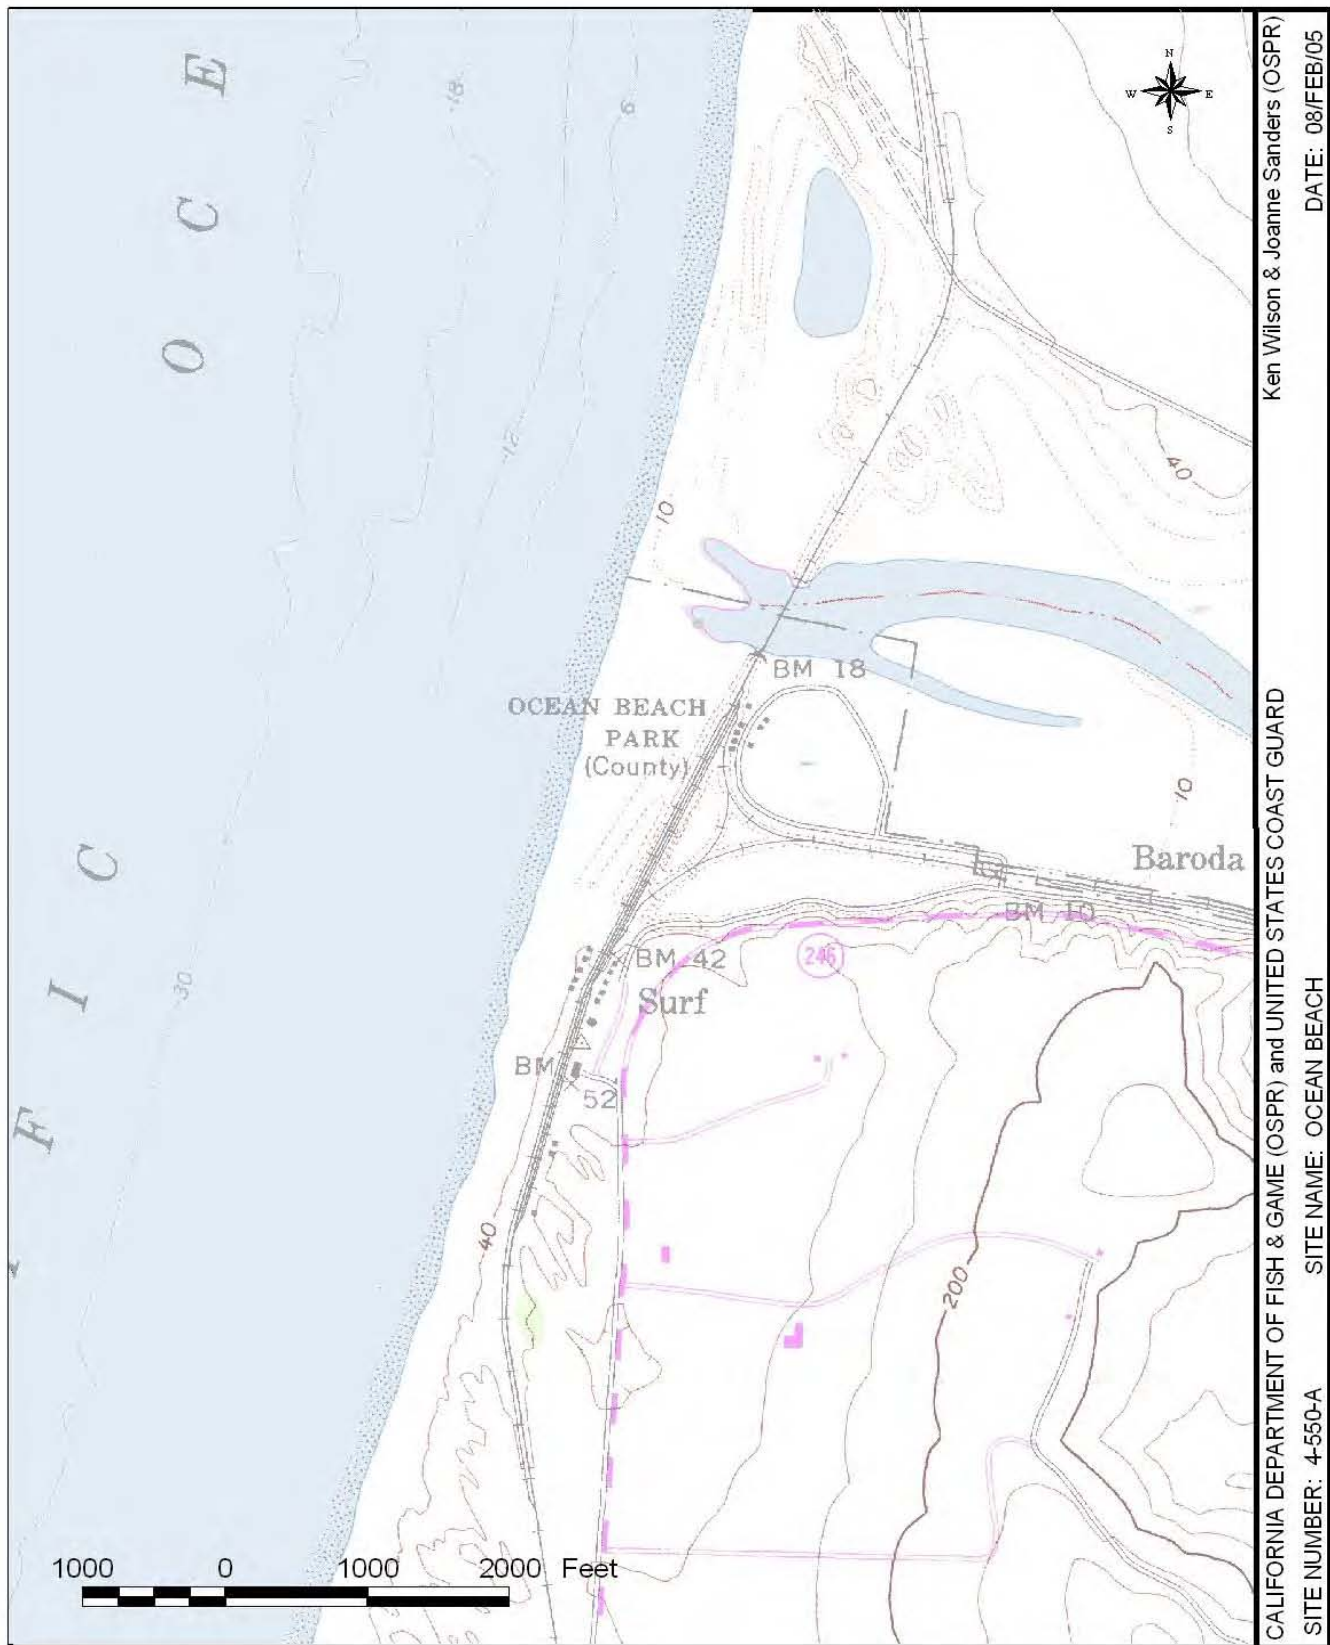 O C E
P A C I F I C
18
6
12
30
N
W E
S
10
40
BM 18
OCEAN BEACH
PARK
(County)
10
Baroda
BM 10
BM 42
246
Surf
BM
52
40
200
1000 0 1000 2000 Feet
CALIFORNIA DEPARTMENT OF FISH & GAME (OSPR) and UNITED STATES COAST GUARD
Ken Wilson & Joanne Sanders (OSPR)
SITE NUMBER: 4-550-A
SITE NAME: OCEAN BEACH
DATE: 08/FEB/05